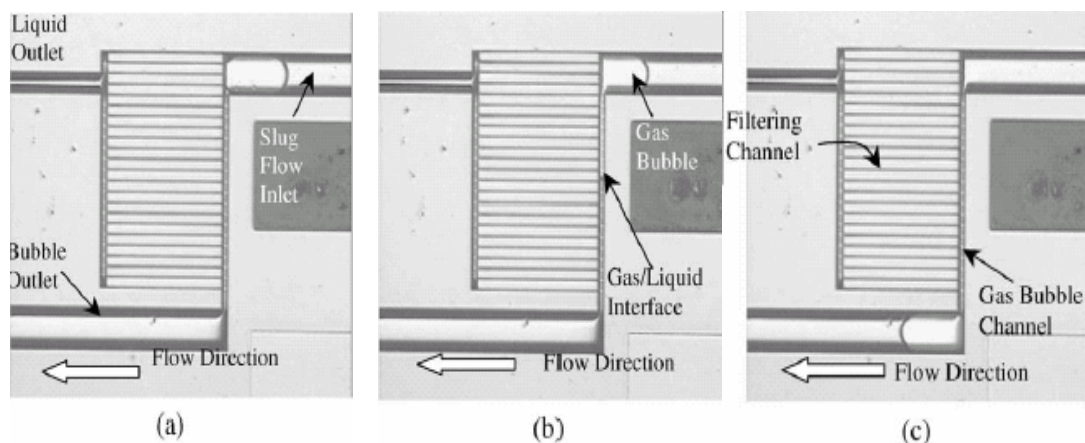 Liquid
Outlet
Slug
Flow
Inlet
Bubble
Outlet
Flow Direction
(a)
Gas
Bubble
Gas/Liquid
Interface
Flow Direction
(b)
Filtering
Channel
Gas Bubble
Channel
Flow Direction
(c)